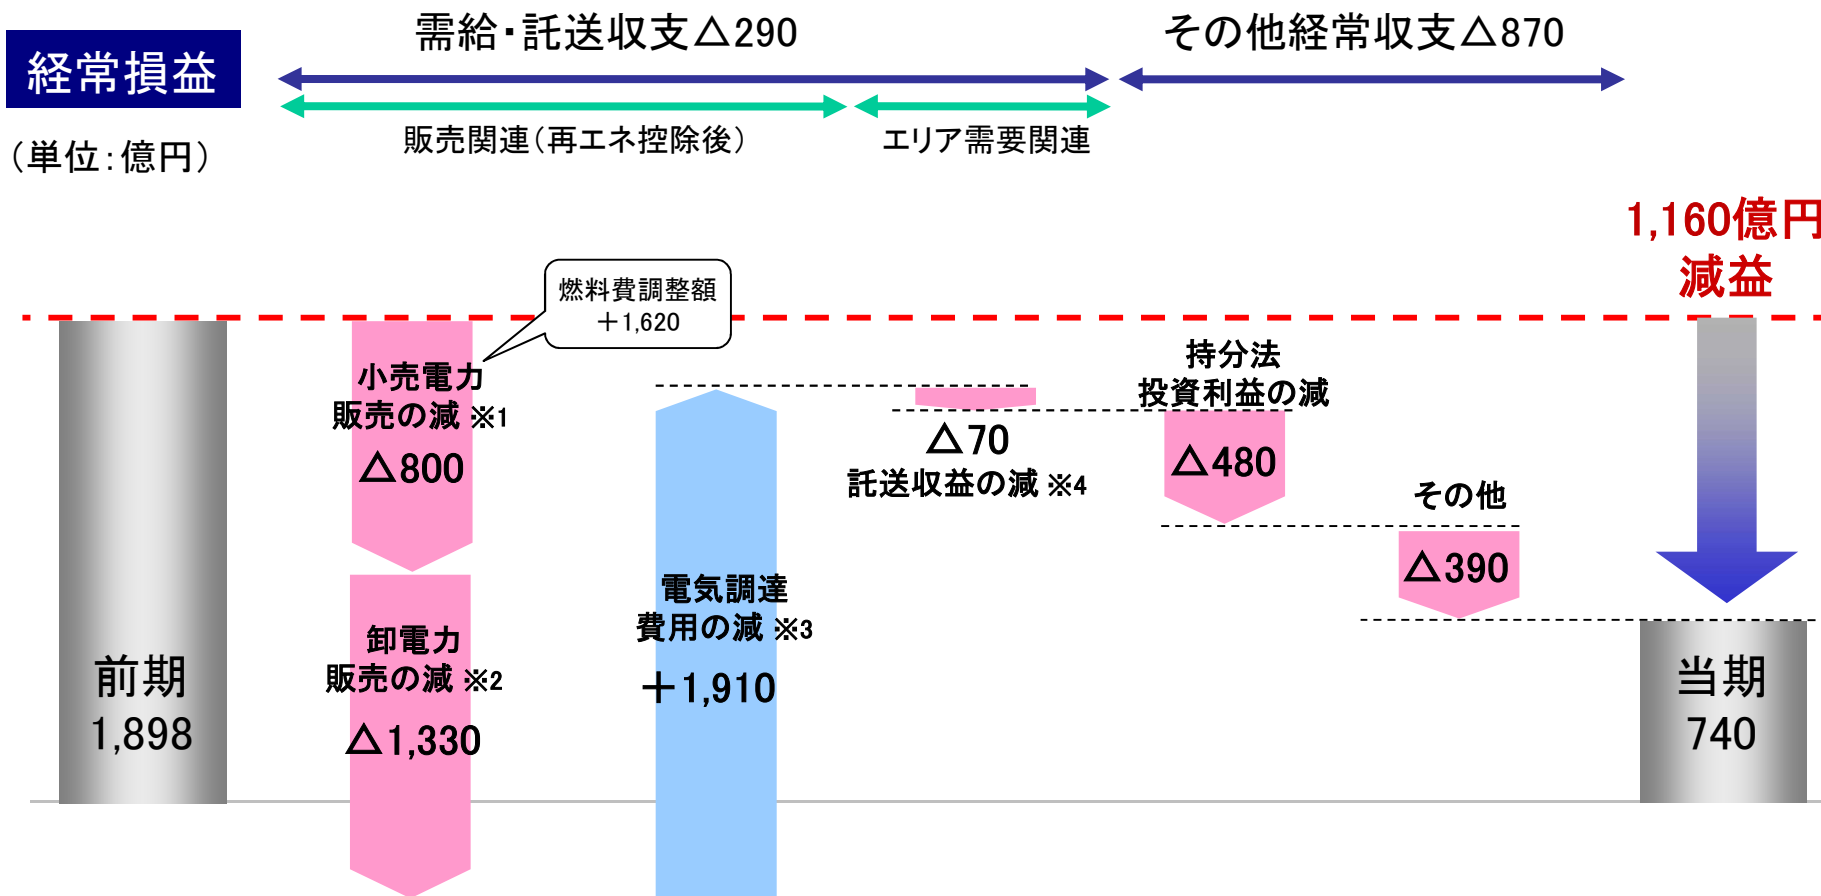 経常損益
(単位:億円)
需給・託送収支△290
その他経常収支△870
販売関連(再エネ控除後)
エリア需要関連
1,160億円
減益
燃料費調整額
+1,620
小売電力
販売の減 ※1
△800
卸電力
販売の減 ※2
△1,330
電気調達
費用の減 ※3
+1,910
△70
託送収益の減 ※4
持分法
投資利益の減
△480
その他
△390
前期
1,898
当期
740